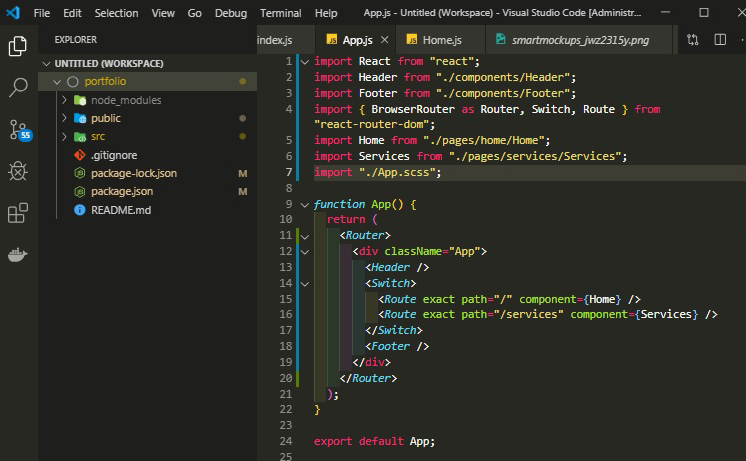 File Edit Selection View Go Debug Terminal Help App.js - Untitled (Workspace) - Visual Studio Code [Administr...
EXPLORER
index.js App.js Home.js smartmockups_jwz2315y.png
UNTITLED (WORKSPACE)
portfolio
node_modules
public
src
.gitignore
package-lock.json M
package.json M
README.md
55
1 import React from "react";
2 import Header from "./components/Header";
3 import Footer from "./components/Footer";
4 import { BrowserRouter as Router, Switch, Route } from
"react-router-dom";
5 import Home from "./pages/home/Home";
6 import Services from "./pages/services/Services";
7 import "./App.scss";
8
9 function App() {
10 return (
11 <Router>
12 <div className="App">
13 <Header />
14 <Switch>
15 <Route exact path="/" component={Home} />
16 <Route exact path="/services" component={Services} />
17 </Switch>
18 <Footer />
19 </div>
20 </Router>
21 );
22 }
23
24 export default App;
25